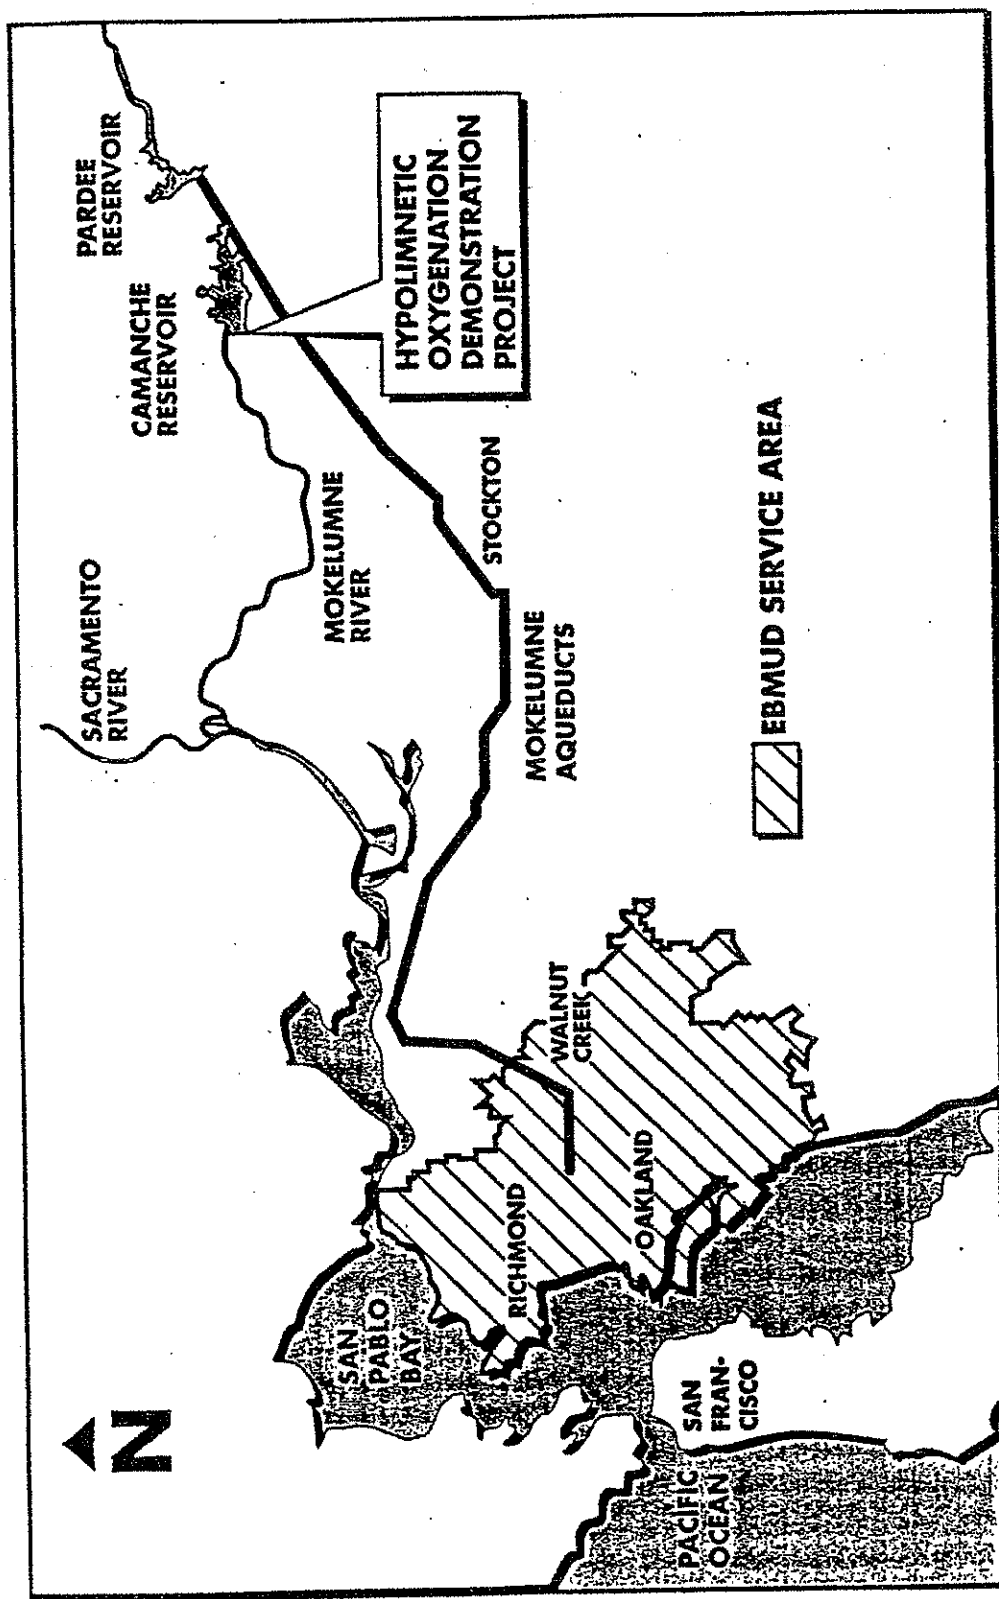 N
PARDEE
RESERVOIR
CAMANCHE
RESERVOIR
HYPOLIMNETIC
OXYGENATION
DEMONSTRATION
PROJECT
SACRAMENTO
RIVER
MOKELUMNE
RIVER
STOCKTON
MOKELUMNE
AQUEDUCTS
SAN
PABLO
BAY
WALNUT
CREEK
RICHMOND
OAKLAND
SAN
FRAN-
CISCO
PACIFIC
OCEAN
EBMUD SERVICE AREA